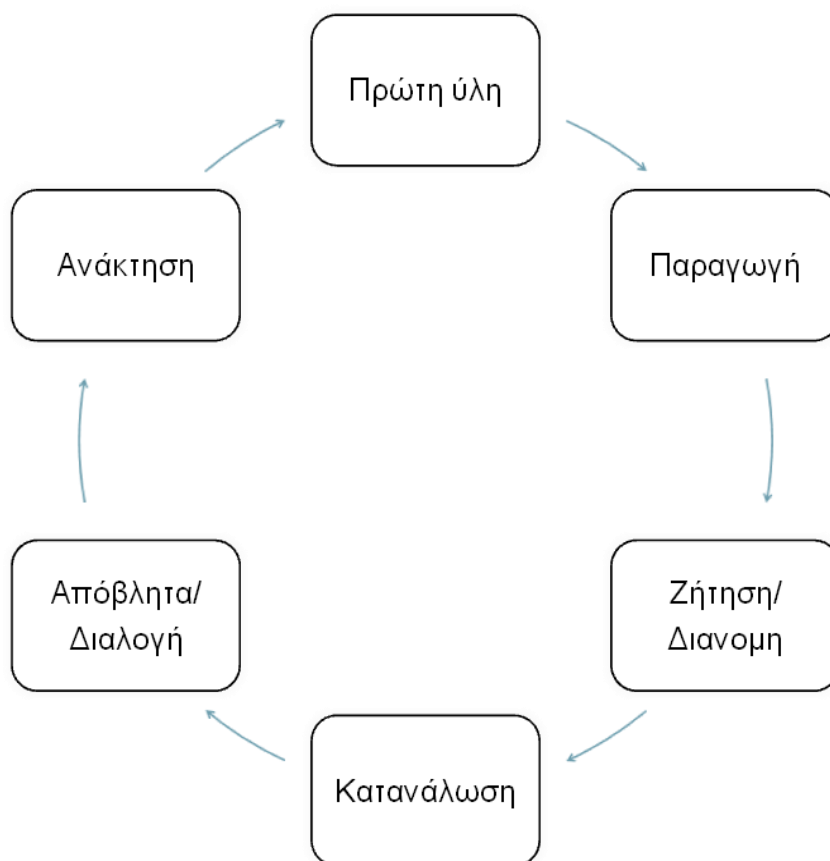 Πρώτη ύλη
Παραγωγή
Ζήτηση/
Διανομη
Κατανάλωση
Απόβλητα/
Διαλογή
Ανάκτηση